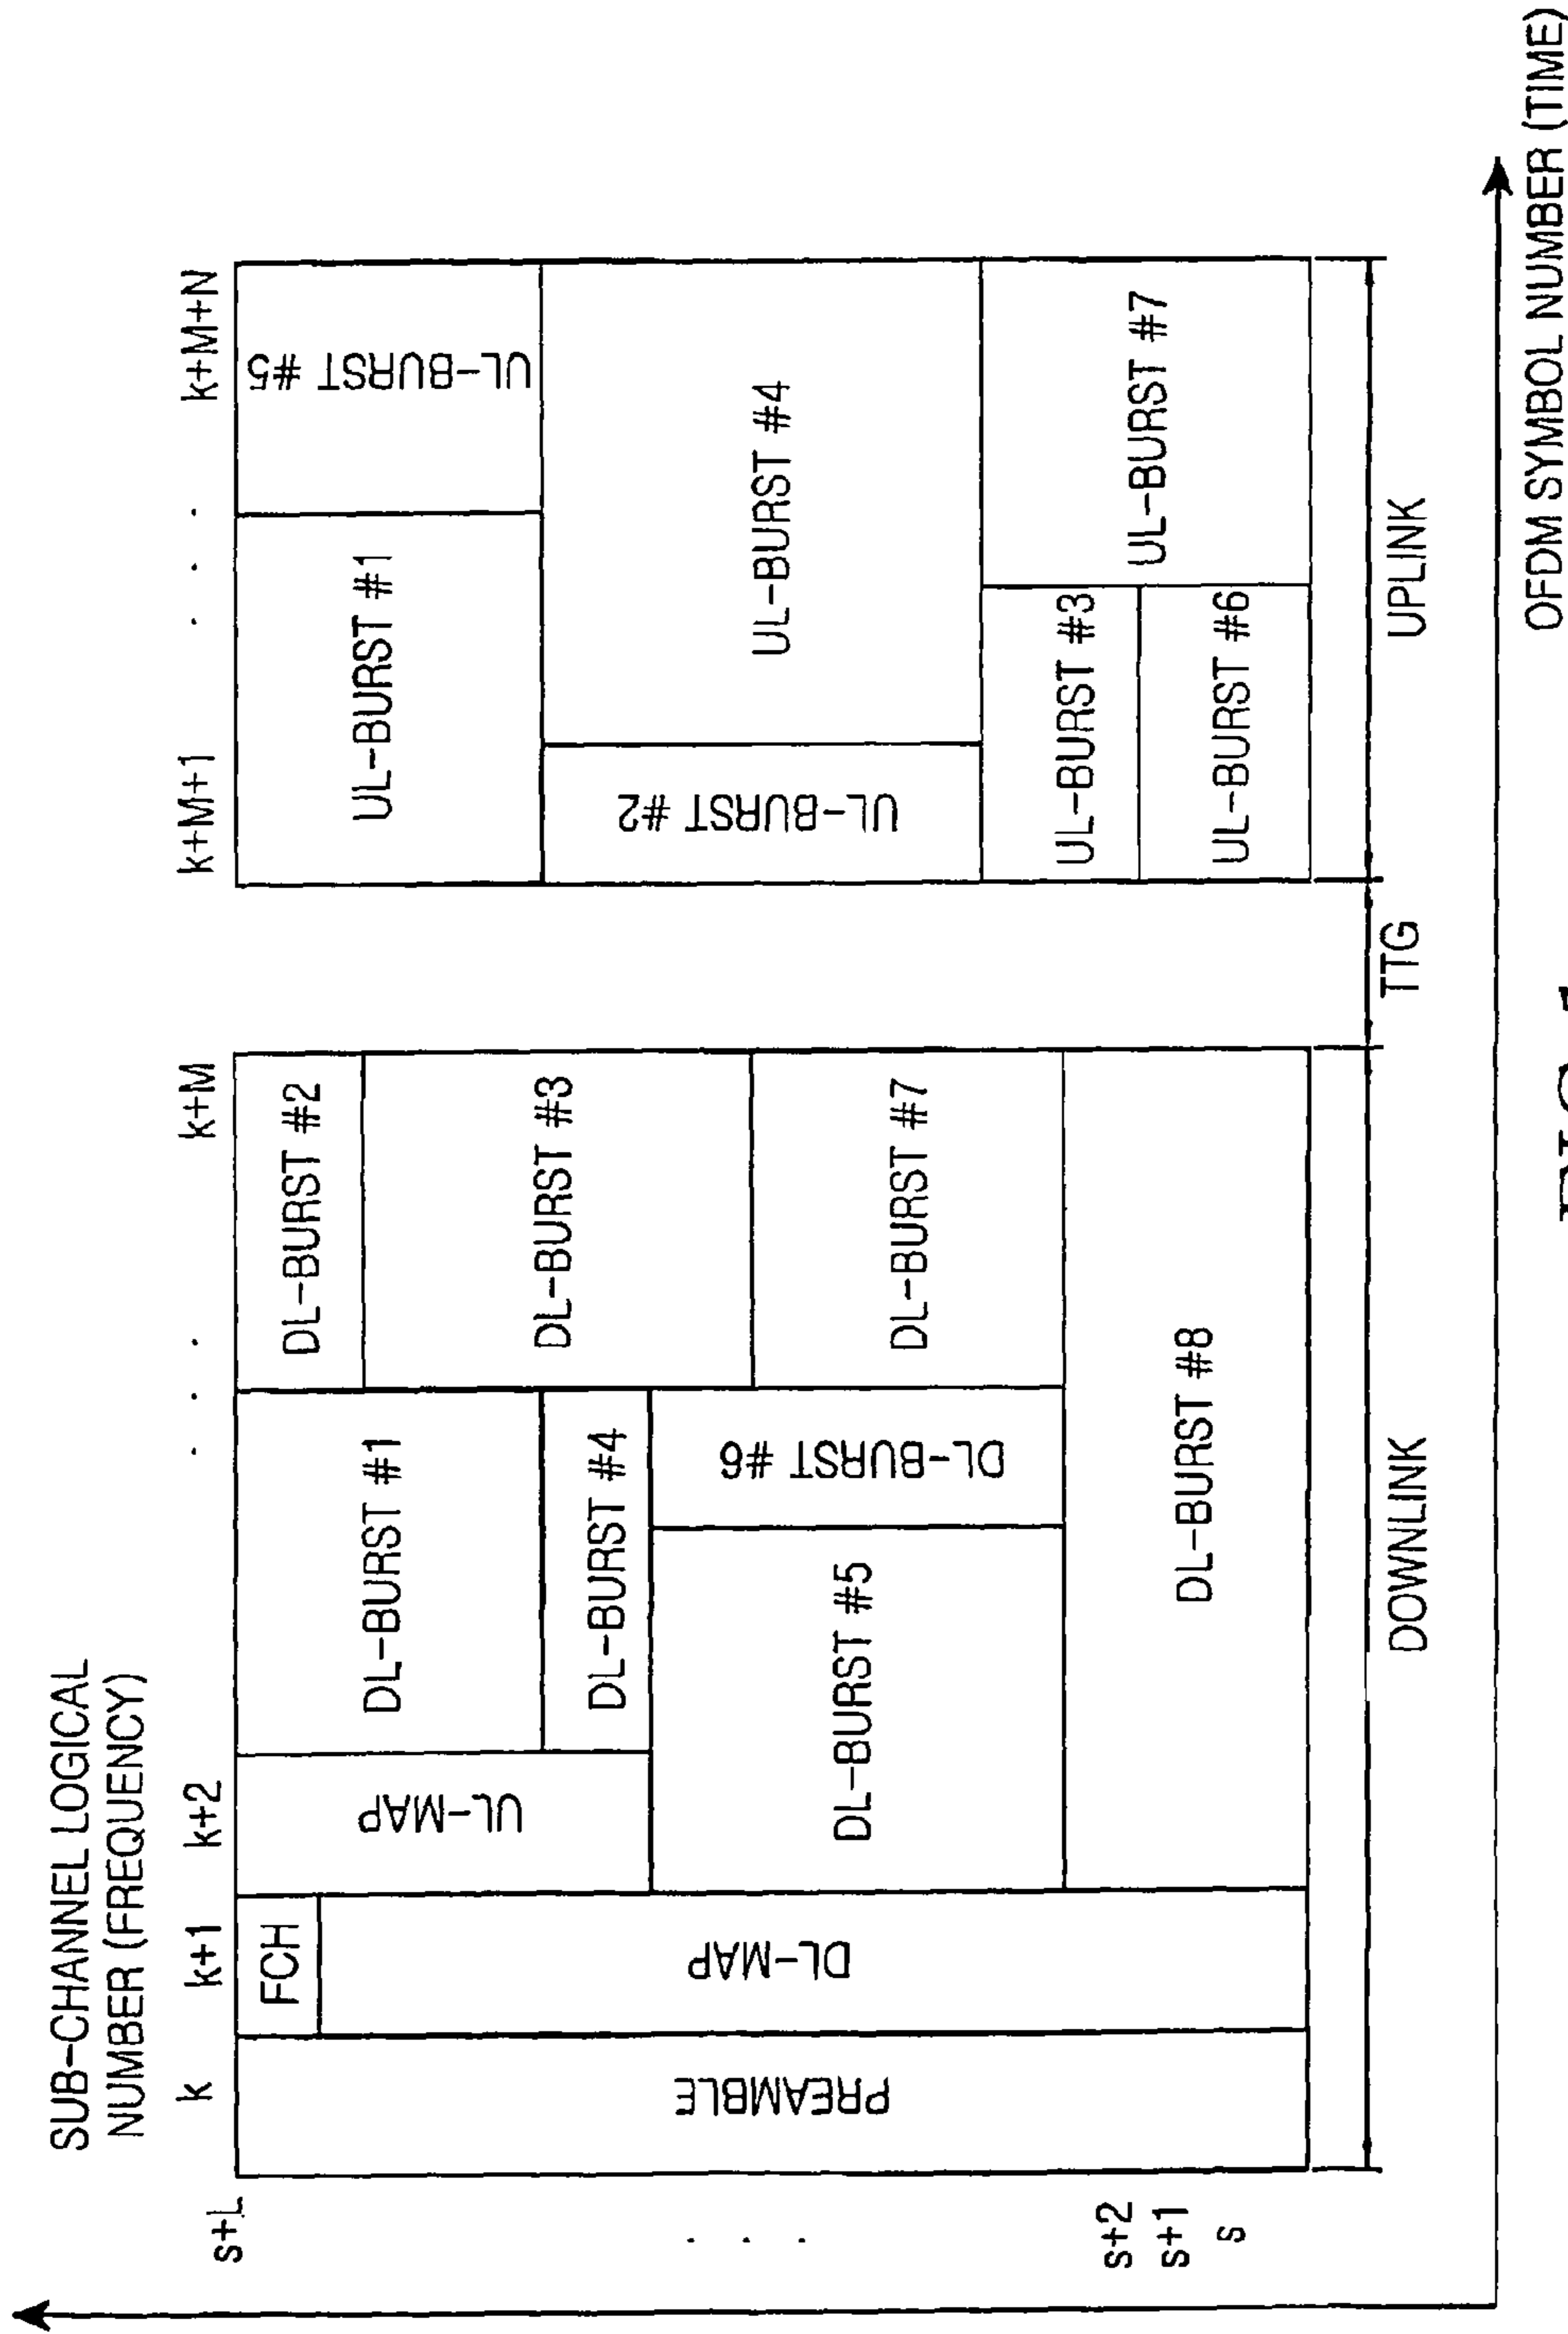 SUB-CHANNEL LOGICAL
NUMBER (FREQUENCY)
k
k+1
k+2
. .
k+M
k+M+1
. . .
k+M+N
s+L
. . .
s+2
s+1
s
PREAMBLE
FCH
DL-MAP
UL-MAP
DL-BURST #1
DL-BURST #2
DL-BURST #3
DL-BURST #4
DL-BURST #5
DL-BURST #6
DL-BURST #7
DL-BURST #8
UL-BURST #1
UL-BURST #5
UL-BURST #2
UL-BURST #4
UL-BURST #3
UL-BURST #6
UL-BURST #7
DOWNLINK
TTG
UPLINK
OFDM SYMBOL NUMBER (TIME)